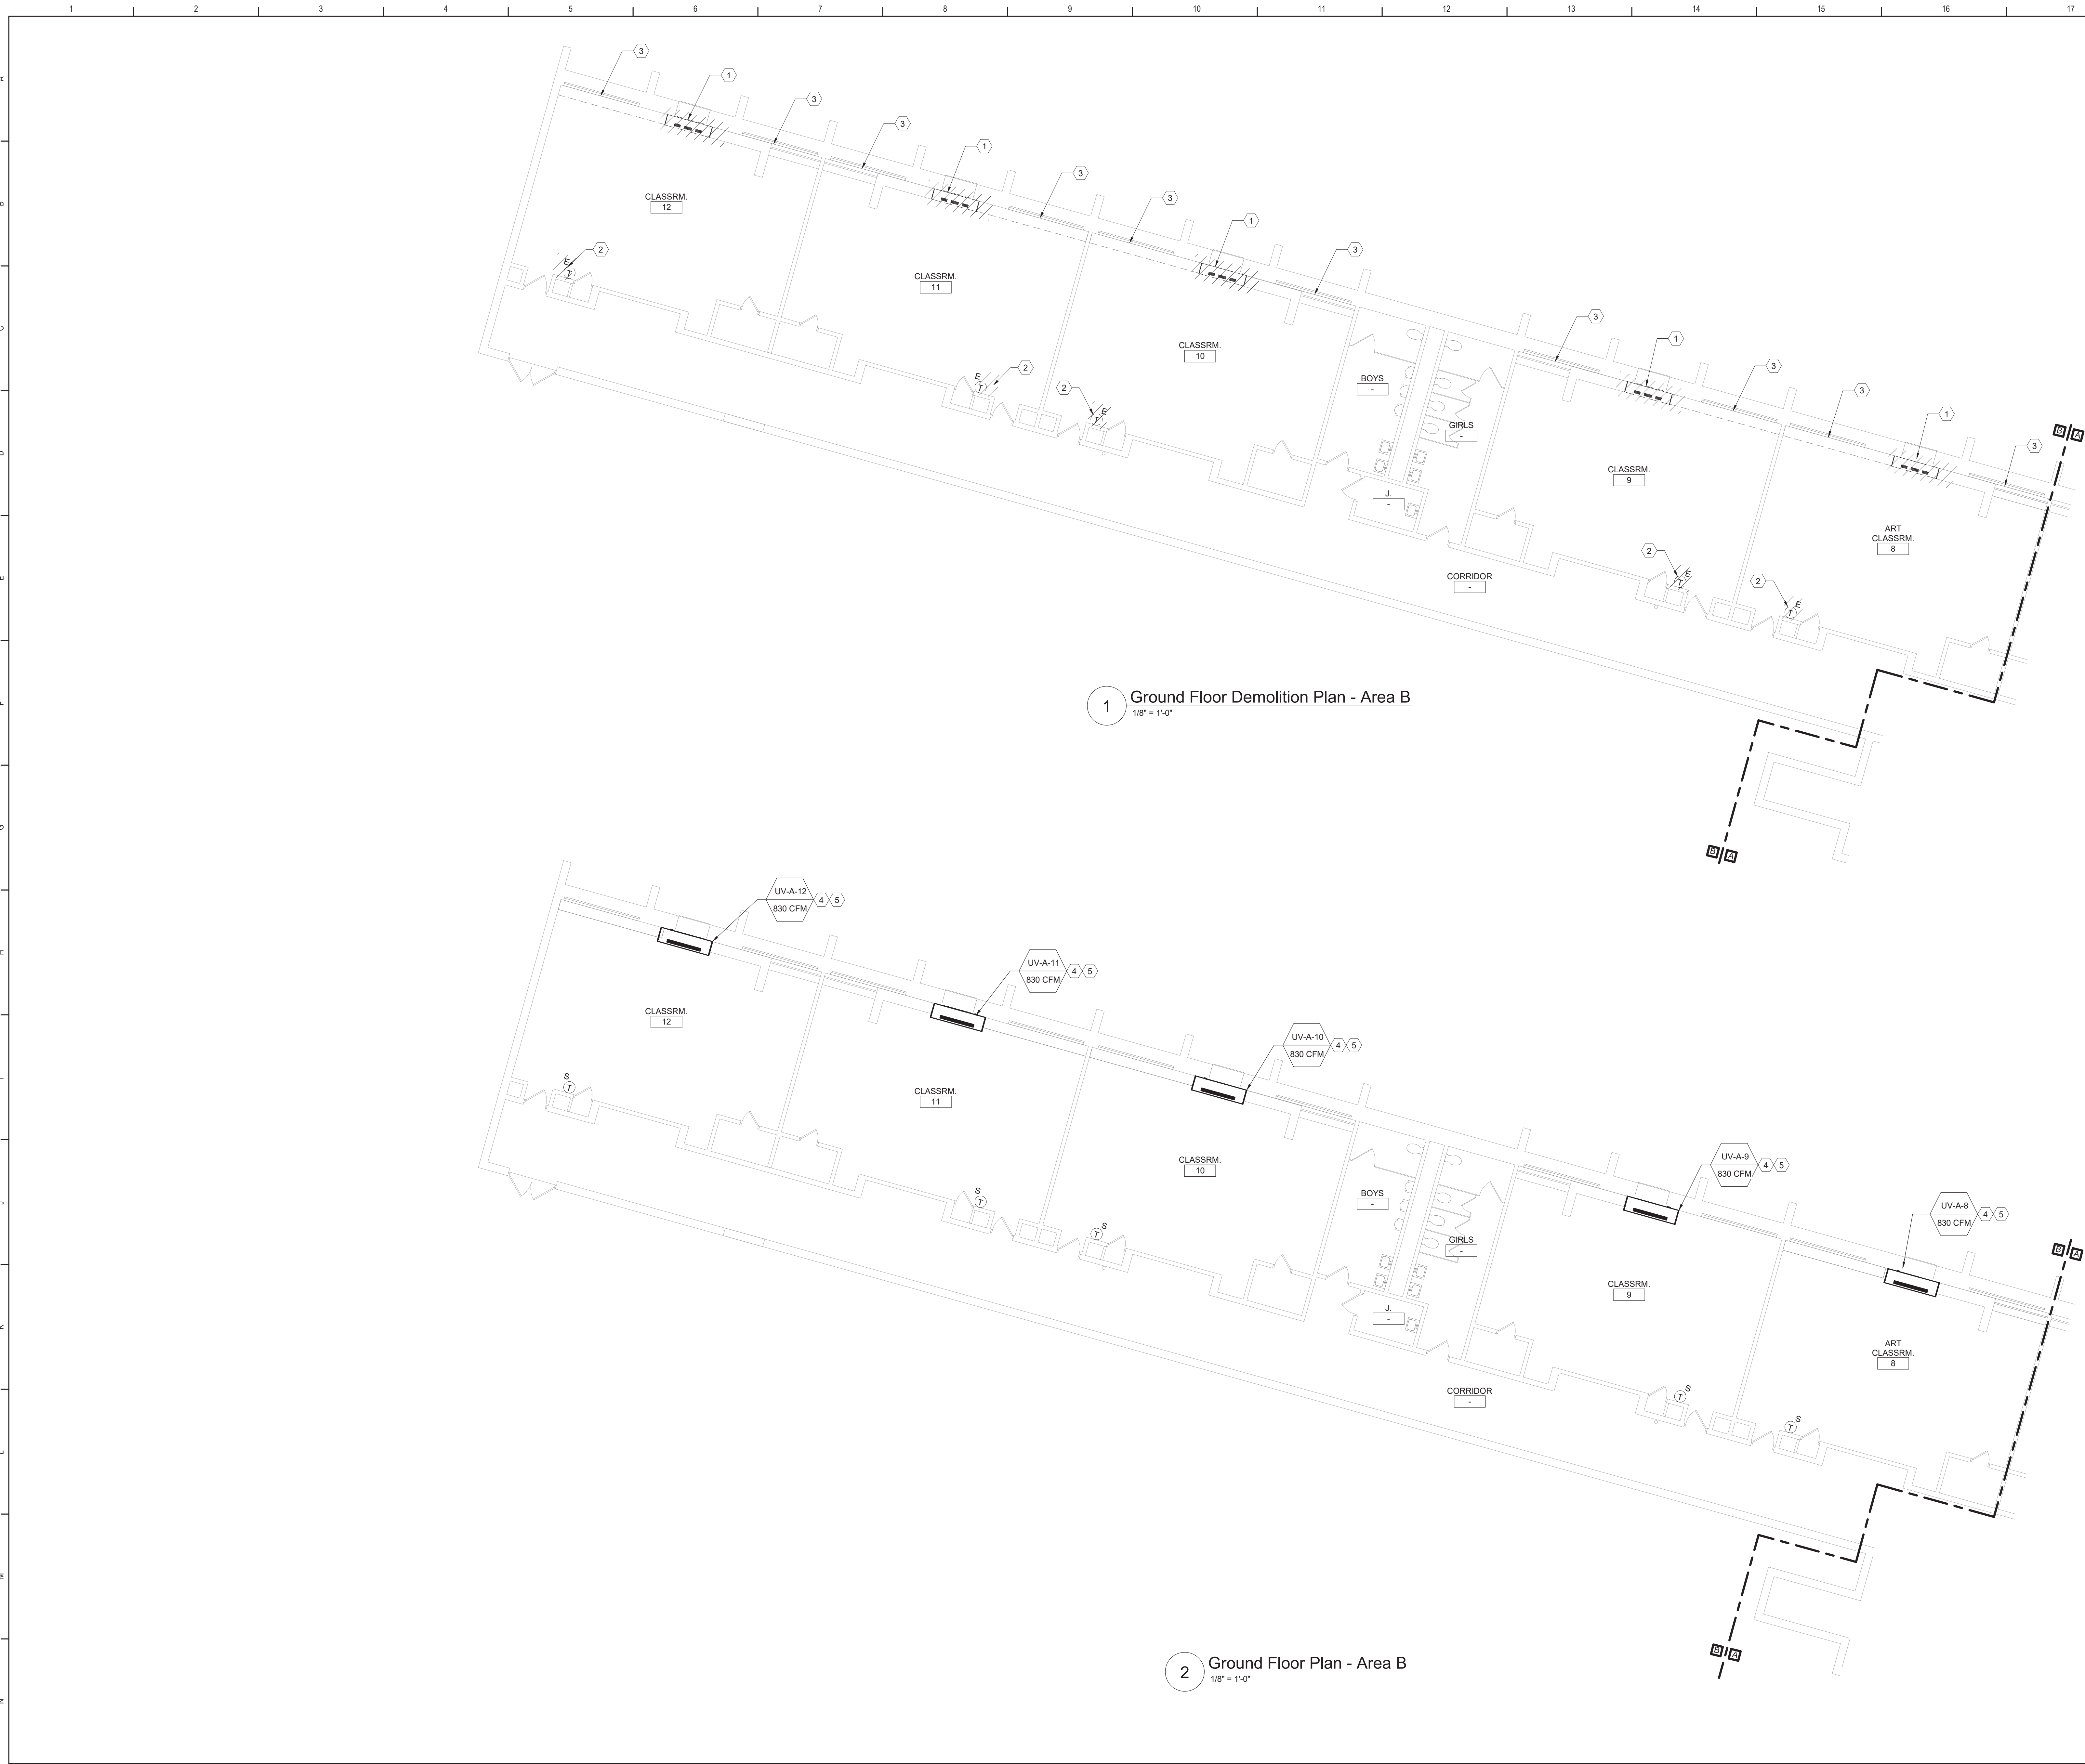 1 2 3 4 5 6 7 8 9 10 11 12 13 14 15 16 17
A
B
C
D
E
F
G
H
I
J
K
L
M
N
3
1
3
3
1
3
3
1
3
3
1
3
3
1
3
CLASSRM.
12
CLASSRM.
11
CLASSRM.
10
BOYS
-
GIRLS
-
J.
-
CLASSRM.
9
ART
CLASSRM.
8
CORRIDOR
-
E
T
2
E
T
2
2
E
T
2
E
T
2
E
T
B A
B A
1 Ground Floor Demolition Plan - Area B
1/8" = 1'-0"
UV-A-12
830 CFM
4 5
UV-A-11
830 CFM
4 5
UV-A-10
830 CFM
4 5
UV-A-9
830 CFM
4 5
UV-A-8
830 CFM
4 5
CLASSRM.
12
CLASSRM.
11
CLASSRM.
10
BOYS
-
GIRLS
-
J.
-
CLASSRM.
9
ART
CLASSRM.
8
CORRIDOR
-
S
T
S
T
S
T
S
T
S
T
B A
B A
2 Ground Floor Plan - Area B
1/8" = 1'-0"